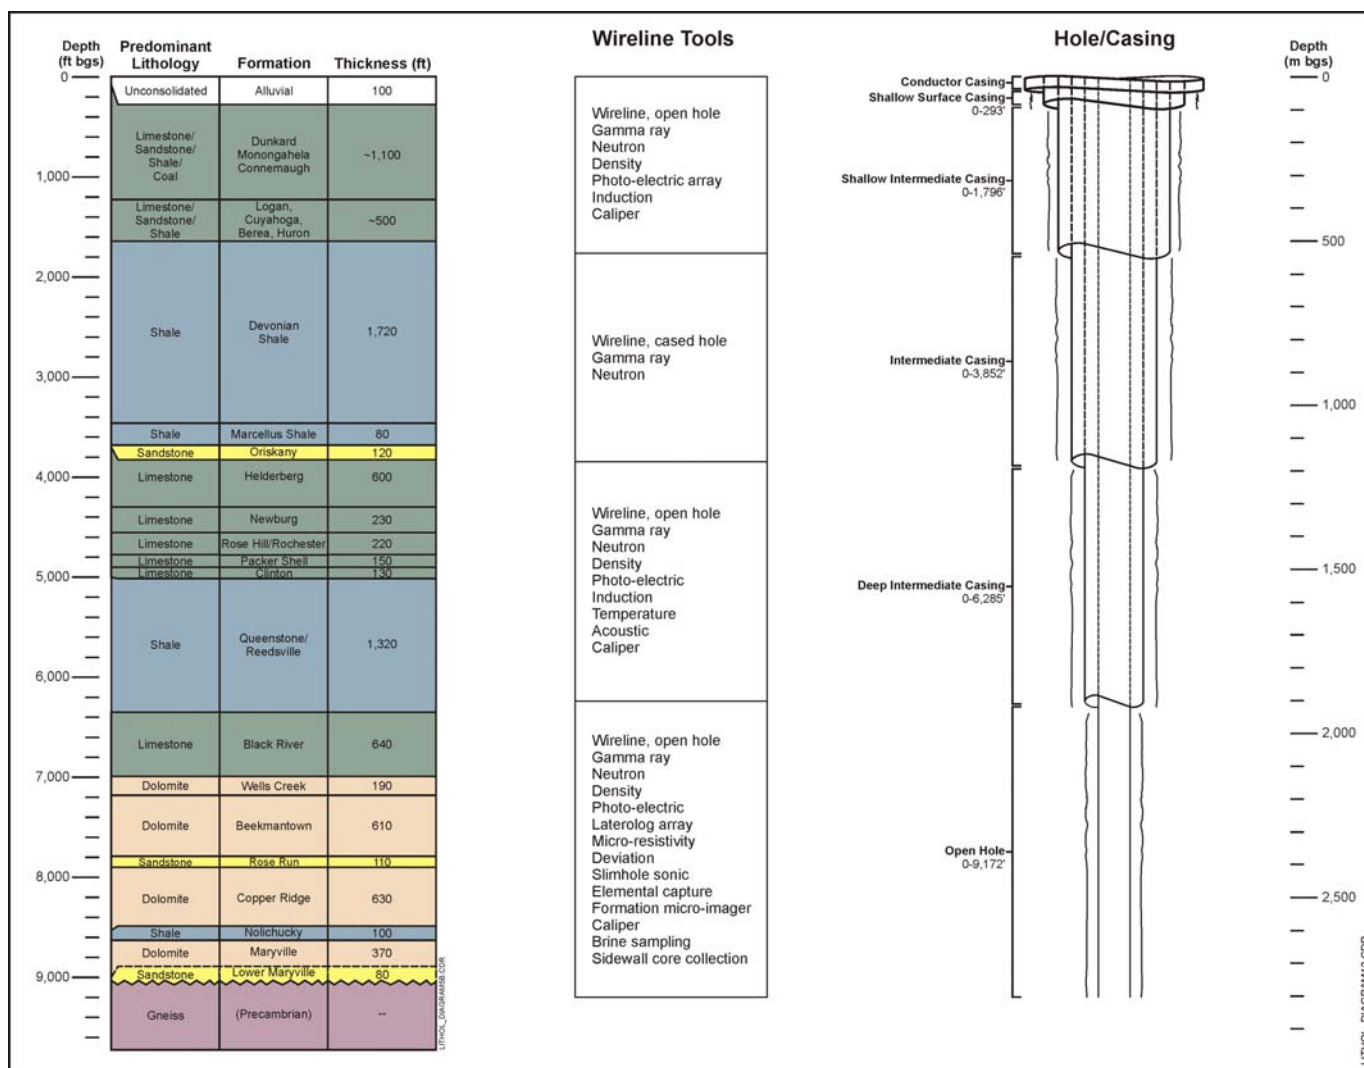 Depth
(ft bgs)
Predominant
Lithology
Formation
Thickness (ft)
0
1,000
2,000
3,000
4,000
5,000
6,000
7,000
8,000
9,000
Unconsolidated
Alluvial
100
Limestone/
Sandstone/
Shale/
Coal
Dunkard
Monongahela
Connemaugh
~1,100
Limestone/
Sandstone/
Shale
Logan,
Cuyahoga,
Berea, Huron
~500
Shale
Devonian
Shale
1,720
Shale
Marcellus Shale
80
Sandstone
Oriskany
120
Limestone
Helderberg
600
Limestone
Newburg
230
Limestone
Rose Hill/Rochester
220
Limestone
Packer Shell
150
Limestone
Clinton
130
Shale
Queenstone/
Reedsville
1,320
Limestone
Black River
640
Dolomite
Wells Creek
190
Dolomite
Beekmantown
610
Sandstone
Rose Run
110
Dolomite
Copper Ridge
630
Shale
Nolichucky
100
Dolomite
Maryville
370
Sandstone
Lower Maryville
80
Gneiss
(Precambrian)
--
Wireline Tools
Wireline, open hole
Gamma ray
Neutron
Density
Photo-electric array
Induction
Caliper
Wireline, cased hole
Gamma ray
Neutron
Wireline, open hole
Gamma ray
Neutron
Density
Photo-electric
Induction
Temperature
Acoustic
Caliper
Wireline, open hole
Gamma ray
Neutron
Density
Photo-electric
Laterolog array
Micro-resistivity
Deviation
Slimhole sonic
Elemental capture
Formation micro-imager
Caliper
Brine sampling
Sidewall core collection
Hole/Casing
Conductor Casing
Shallow Surface Casing
0-293'
Shallow Intermediate Casing
0-1,796'
Intermediate Casing
0-3,852'
Deep Intermediate Casing
0-6,285'
Open Hole
0-9,172'
Depth
(m bgs)
0
500
1,000
1,500
2,000
2,500